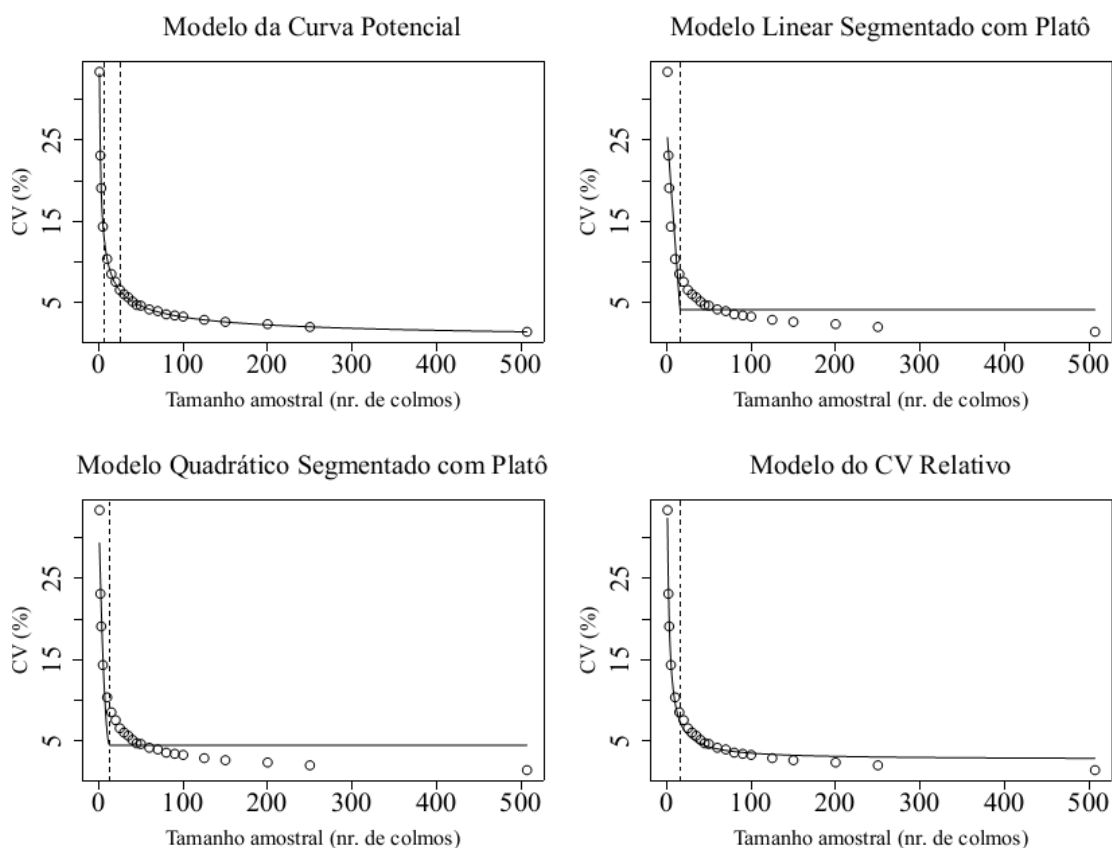 Modelo da Curva Potencial
CV (%)
25
15
5
0 100 200 300 400 500
Tamanho amostral (nr. de colmos)
Modelo Linear Segmentado com Platô
CV (%)
25
15
5
0 100 200 300 400 500
Tamanho amostral (nr. de colmos)
Modelo Quadrático Segmentado com Platô
CV (%)
25
15
5
0 100 200 300 400 500
Tamanho amostral (nr. de colmos)
Modelo do CV Relativo
CV (%)
25
15
5
0 100 200 300 400 500
Tamanho amostral (nr. de colmos)